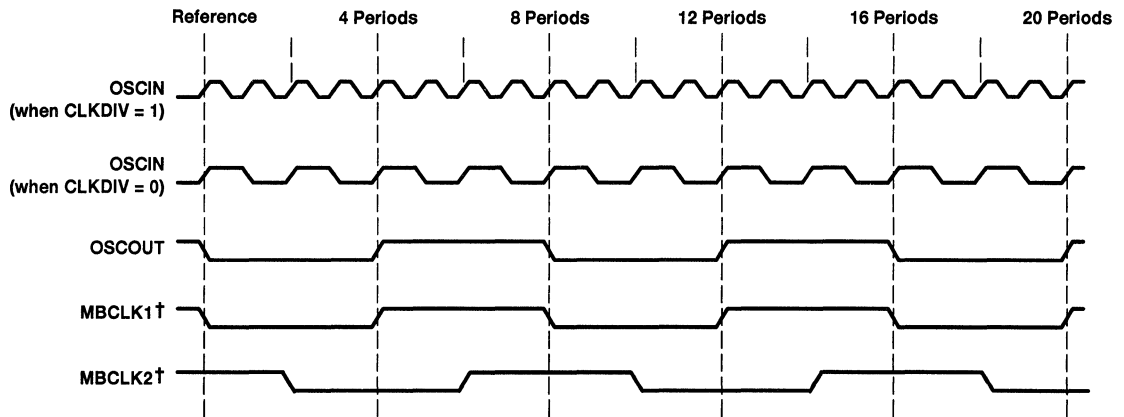 Reference 4 Periods 8 Periods 12 Periods 16 Periods 20 Periods
OSCIN
(when CLKDIV = 1)
OSCIN
(when CLKDIV = 0)
OSCOUT
MBCLK1†
MBCLK2†